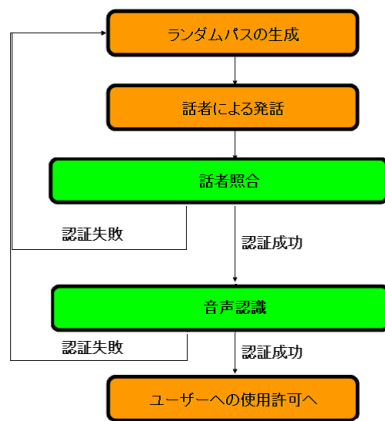 ランダムパスの生成
話者による発話
話者照合
認証失敗
認証成功
音声認識
認証失敗
認証成功
ユーザーへの使用許可へ